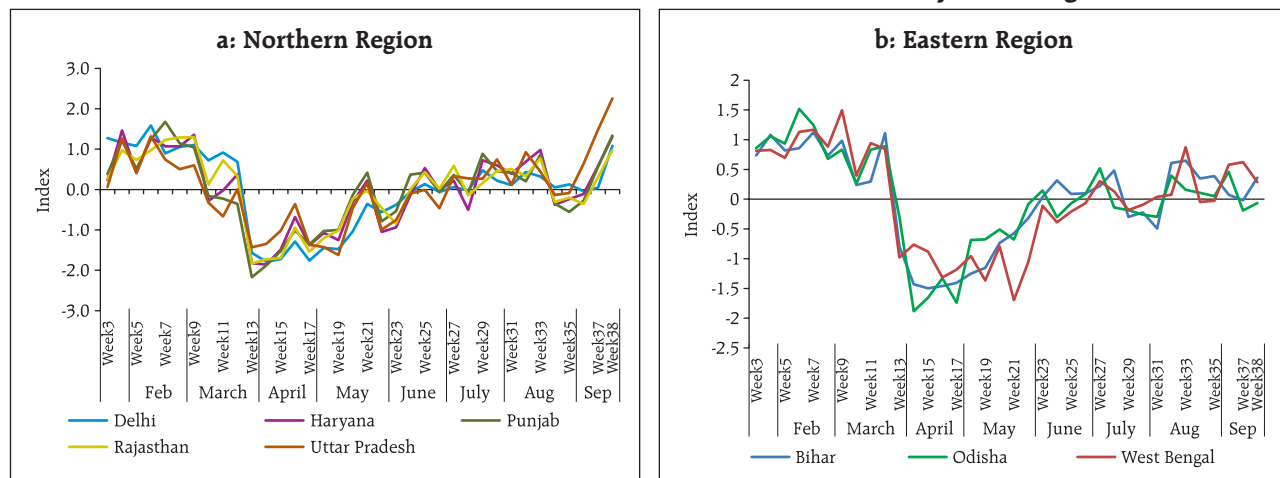 a: Northern Region
3.0
2.0
1.0
0.0
-1.0
-2.0
-3.0
Index
Week3
Week5
Week7
Week9
Week11
Week13
Week15
Week17
Week19
Week21
Week23
Week25
Week27
Week29
Week31
Week33
Week35
Week37
Week38
Feb March April May June July Aug Sep
Delhi Haryana Punjab
Rajasthan Uttar Pradesh
b: Eastern Region
2
1.5
1
0.5
0
-0.5
-1
-1.5
-2
-2.5
Index
Week3
Week5
Week7
Week9
Week11
Week13
Week15
Week17
Week19
Week21
Week23
Week25
Week27
Week29
Week31
Week33
Week35
Week37
Week38
Feb March April May June July Aug Sep
Bihar Odisha West Bengal